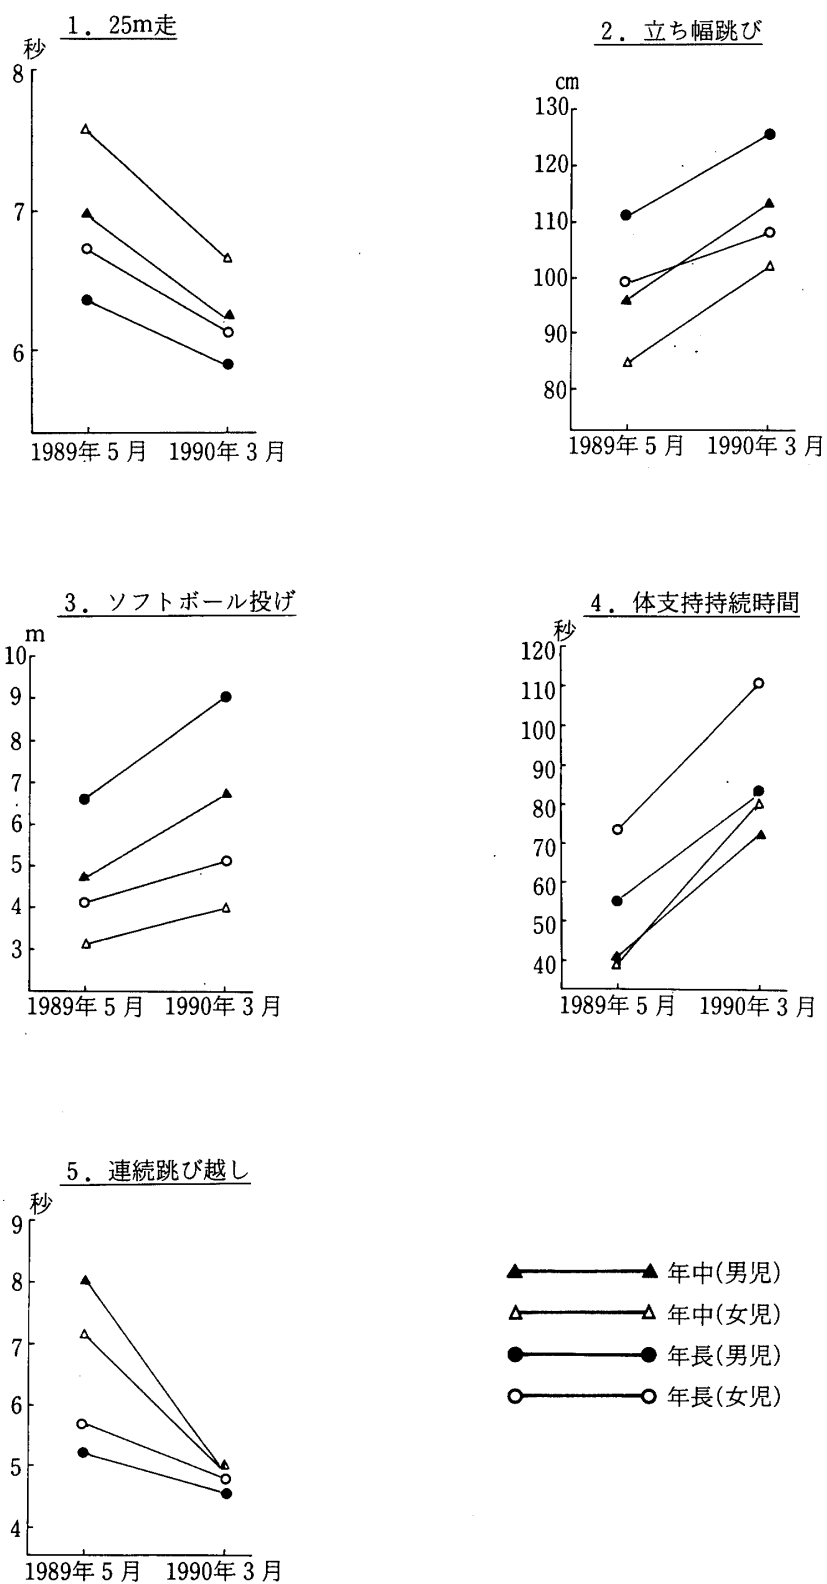 1. 25m走
秒
8
7
6
1989年5月 1990年3月
2. 立ち幅跳び
cm
130
120
110
100
90
80
1989年5月 1990年3月
3. ソフトボール投げ
m
10
9
8
7
6
5
4
3
1989年5月 1990年3月
4. 体支持持続時間
秒
120
110
100
90
80
70
60
50
40
1989年5月 1990年3月
5. 連続跳び越し
秒
9
8
7
6
5
4
1989年5月 1990年3月
年中(男児)
年中(女児)
年長(男児)
年長(女児)